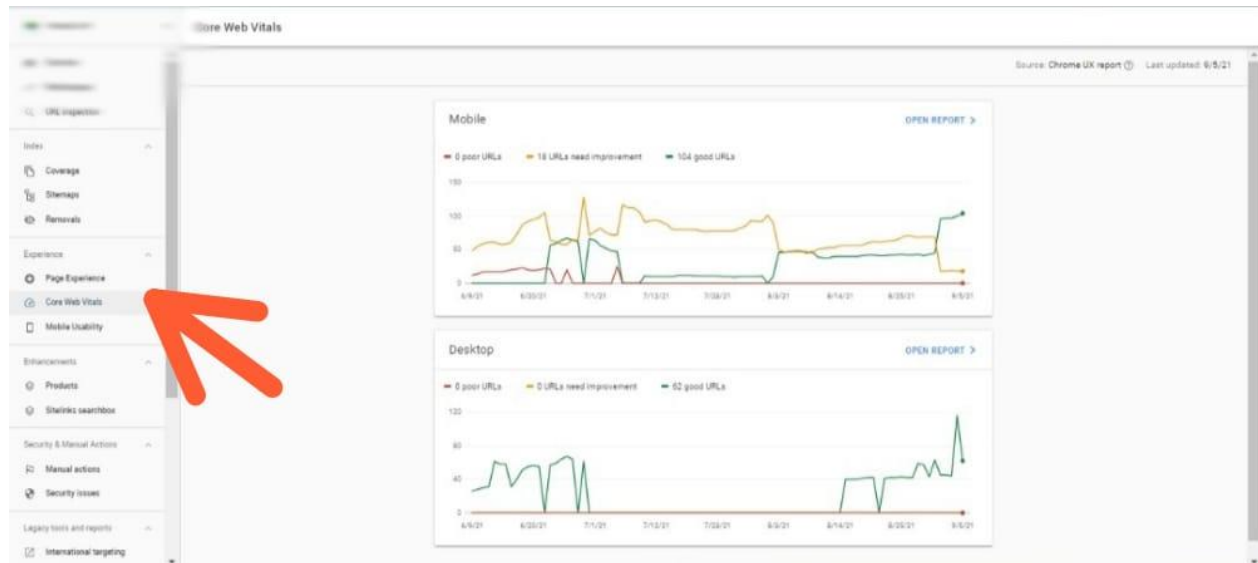 Core Web Vitals
Source: Chrome UX report Last updated: 9/5/21
URL inspection
Index
Coverage
Sitemaps
Removals
Experience
Page Experience
Core Web Vitals
Mobile Usability
Enhancements
Products
Sitelinks searchbox
Security & Manual Actions
Manual actions
Security issues
Legacy tools and reports
International targeting
Mobile
OPEN REPORT
0 poor URLs 18 URLs need improvement 104 good URLs
150
100
50
0
6/9/21 6/20/21 7/1/21 7/13/21 7/23/21 8/3/21 8/14/21 8/25/21 9/5/21
Desktop
OPEN REPORT
0 poor URLs 0 URLs need improvement 62 good URLs
120
80
40
0
6/9/21 6/20/21 7/1/21 7/12/21 7/23/21 8/3/21 8/14/21 8/25/21 9/5/21